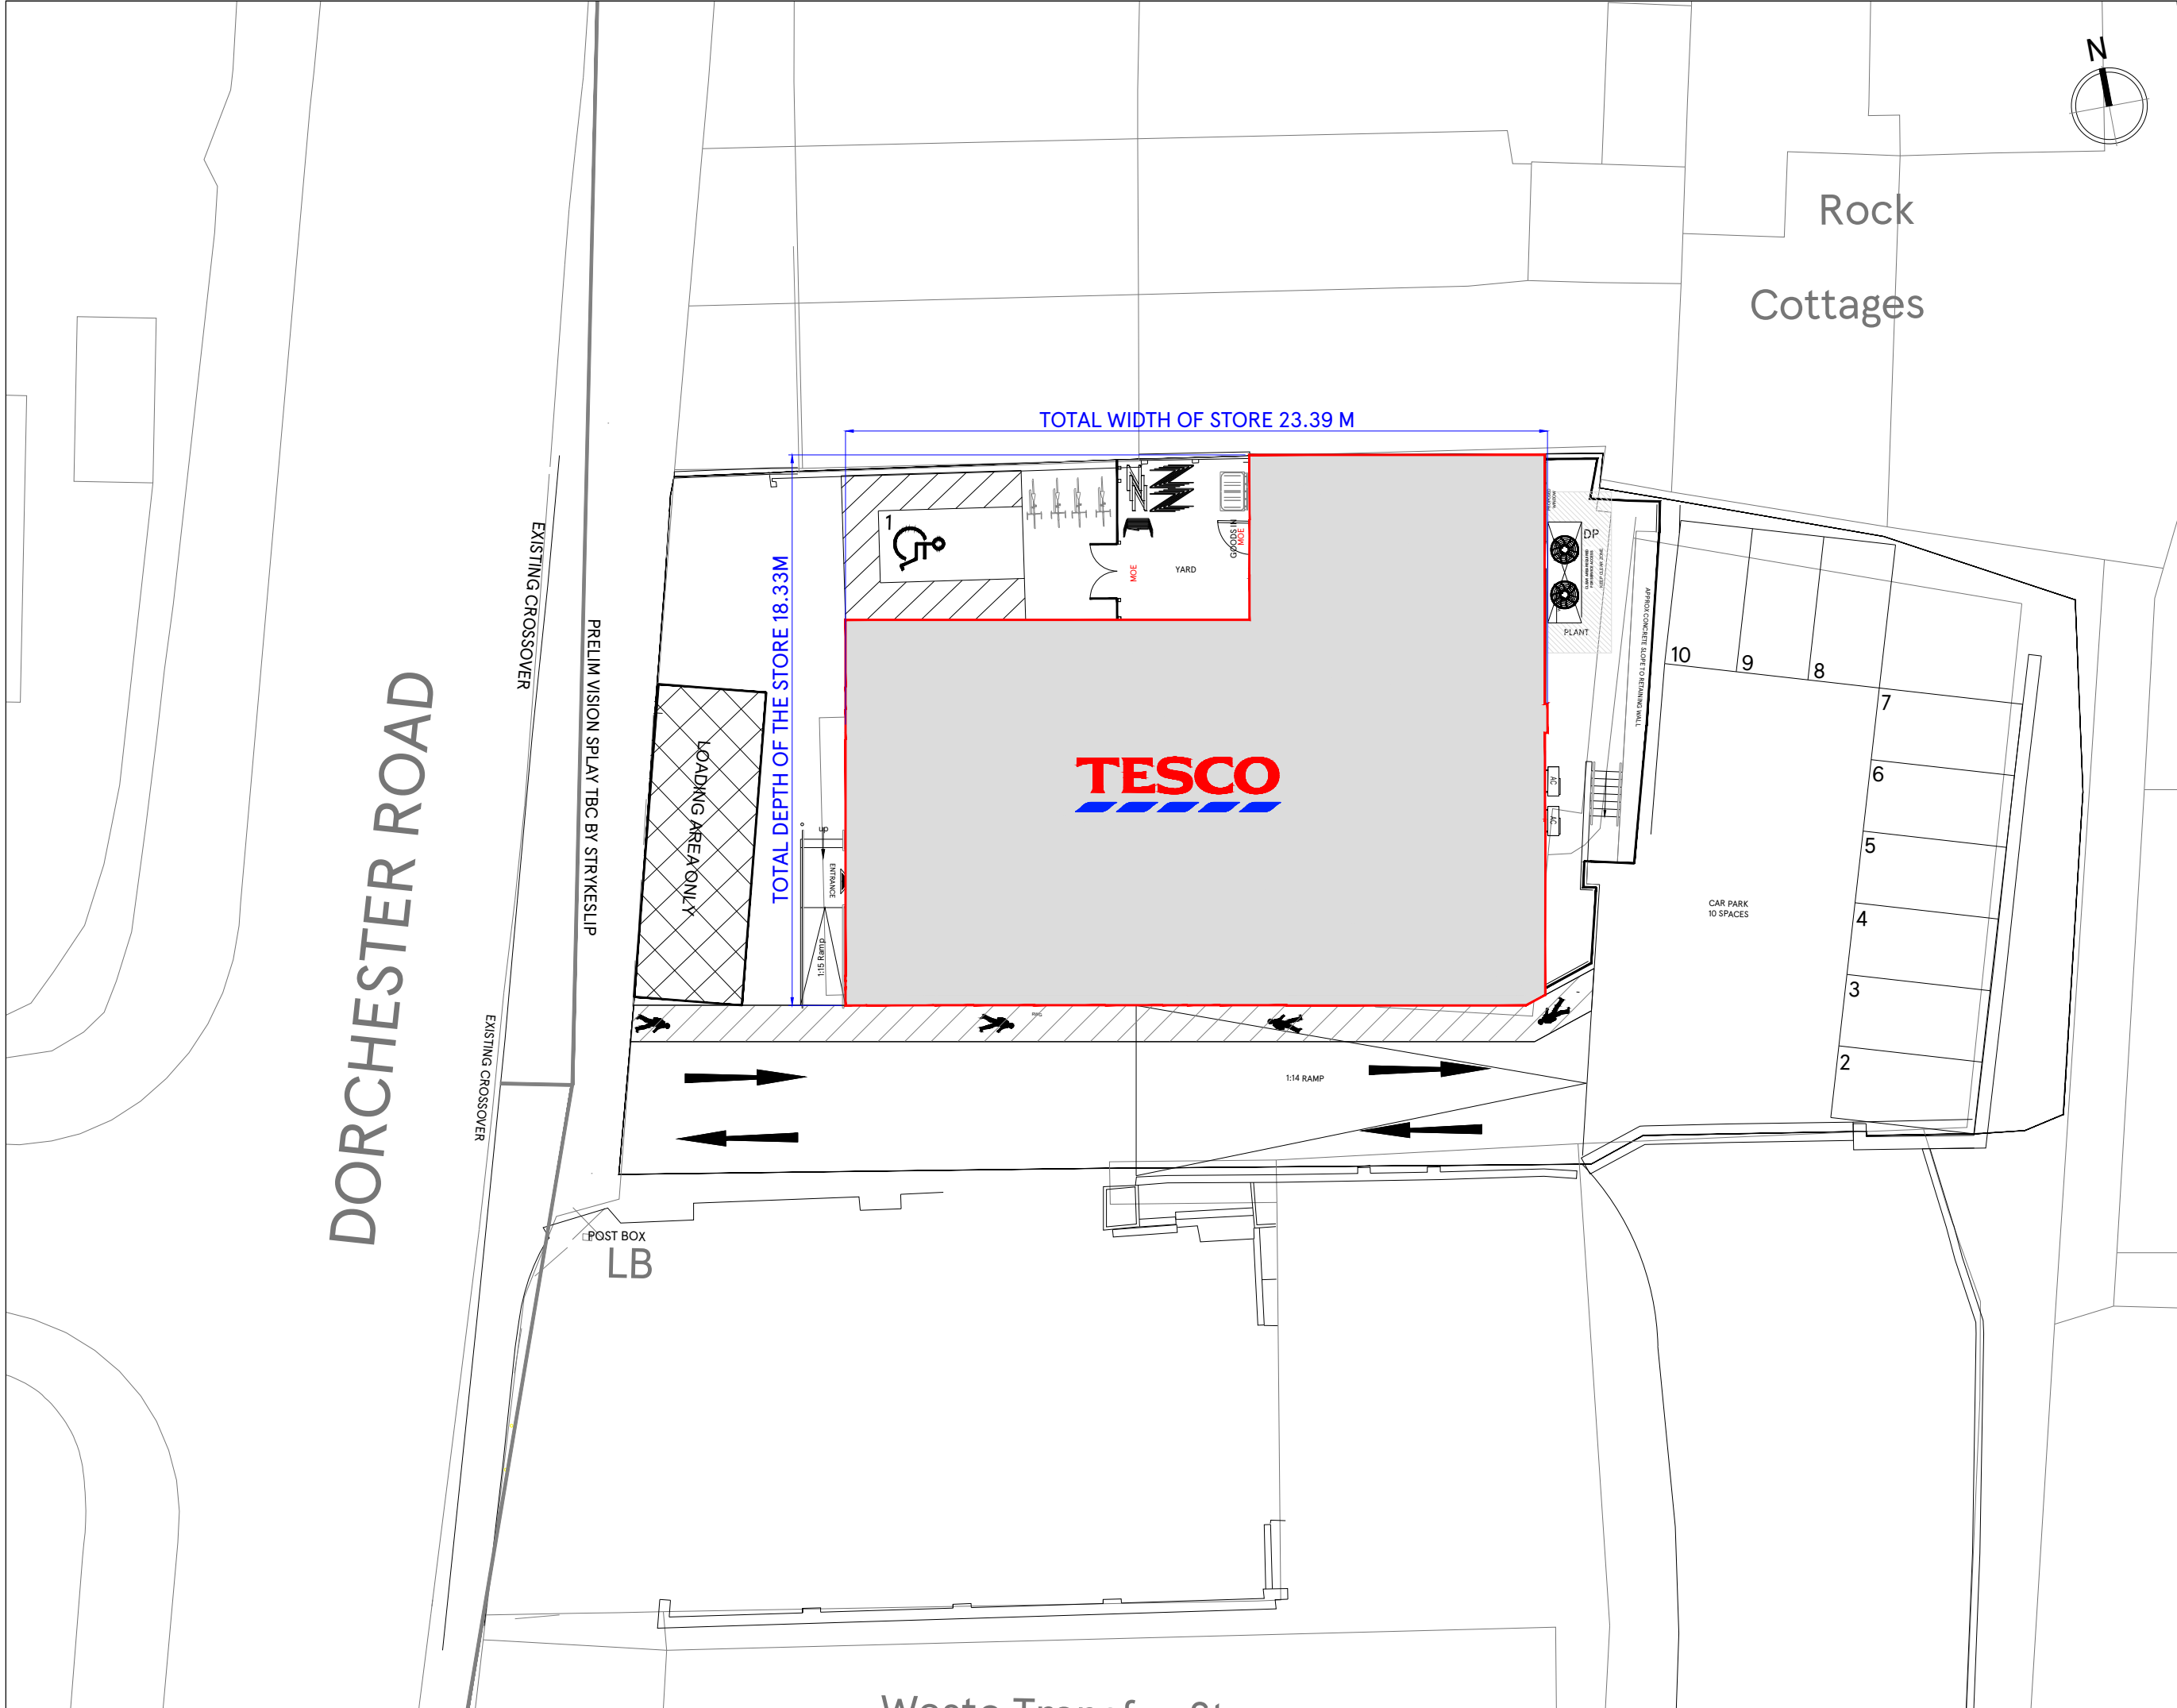 N
Rock
Cottages
TOTAL WIDTH OF STORE 23.39 M
TOTAL DEPTH OF THE STORE 18.33M
1
GOODS IN
MOE
MOE
YARD
DP
PLANT
APPROX CONCRETE SLOPE TO RETAINING WALL
10
9
8
7
6
5
4
3
2
CAR PARK
10 SPACES
EXISTING CROSSOVER
PRELIM VISION SPLAY TBC BY STRYKESLIP
DORCHESTER ROAD
LOADING AREA ONLY
TESCO
AC
AC
up
ENTRANCE
1:15 Ramp
1:14 RAMP
EXISTING CROSSOVER
POST BOX
LB